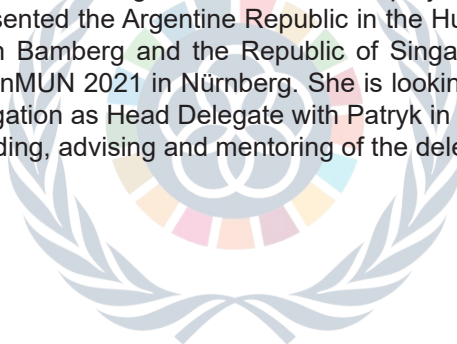 sented the Argentine Republic in the Hu
Bamberg and the Republic of Singa
nMUN 2021 in Nürnberg. She is lookin
gation as Head Delegate with Patryk in
ding, advising and mentoring of the dele